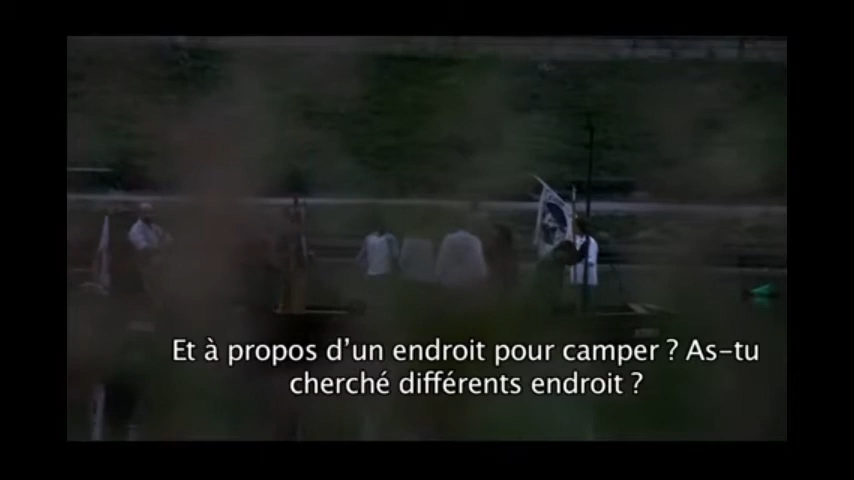 Et à propos d'un endroit pour camper ? As-tu
cherché différents endroit ?